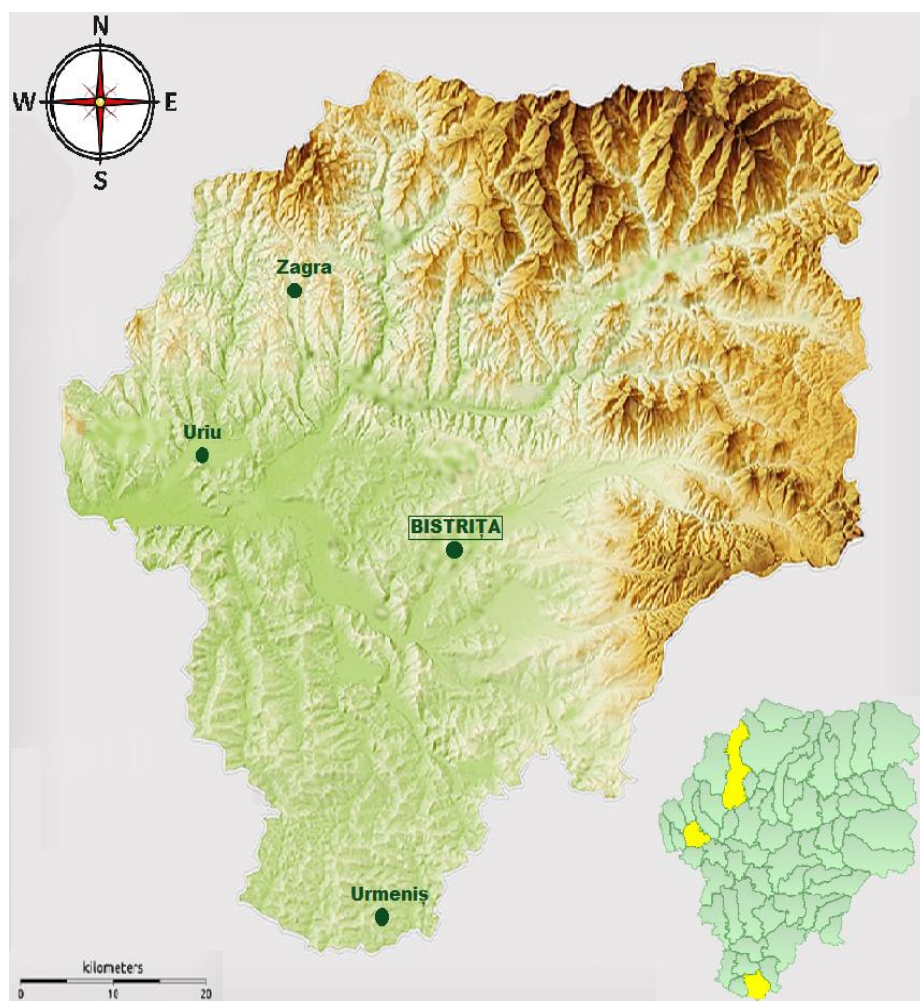 N
W E
S
Zagra
Uriu
BISTRIȚA
Urmeniș
kilometers
0 10 20